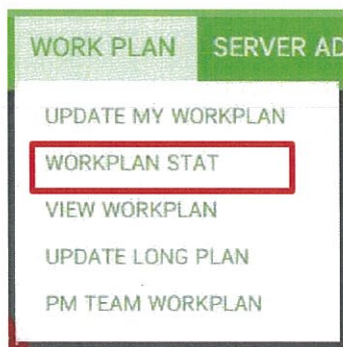 WORK PLAN SERVER AD
UPDATE MY WORKPLAN
WORKPLAN STAT
VIEW WORKPLAN
UPDATE LONG PLAN
PM TEAM WORKPLAN